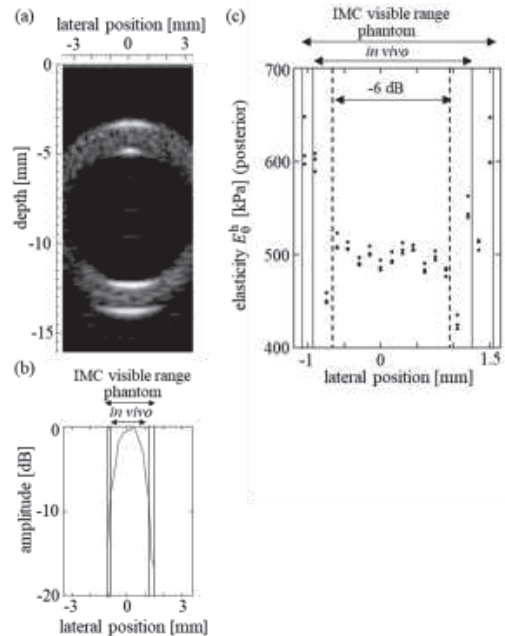 (a)
lateral position [mm]
-3 0 3
0
-5
-10
-15
depth [mm]
(b)
IMC visible range
phantom
in vivo
0
-10
-20
amplitude [dB]
-3 0 3
lateral position [mm]
(c)
IMC visible range
phantom
in vivo
-6 dB
700
600
500
400
elasticity E_θ^h [kPa] (posterior)
-1 0 1.5
lateral position [mm]